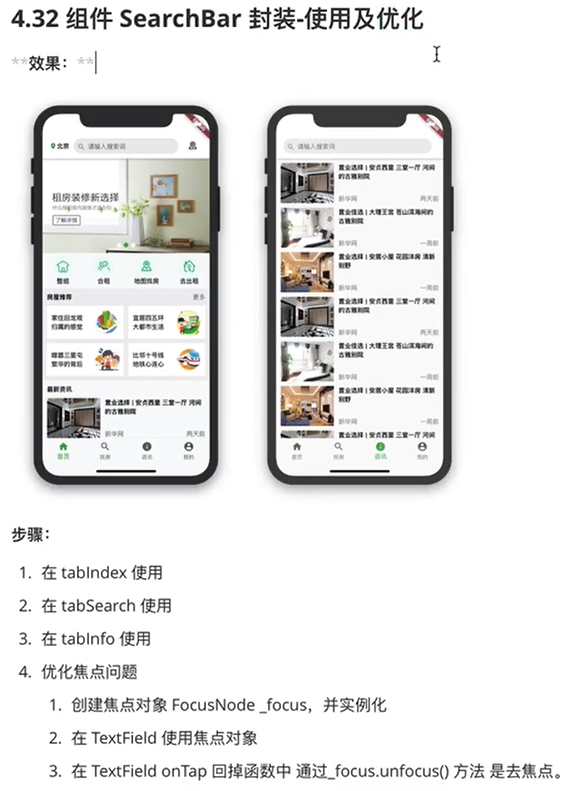 4.32 组件 SearchBar 封装-使用及优化
**效果：**
北京
请输入搜索词
请输入搜索词
租房装修新选择
了解详情
整租
合租
地图找房
去出租
房屋推荐
更多
家住回龙观
归属的感觉
宜居四五环
大都市生活
喧嚣三里屯
繁华的背后
比邻十号线
地铁心连心
最新资讯
置业选择 | 安贞西里 三室一厅 河间
的古雅别院
新华网
两天前
首页
找房
资讯
我的
置业选择 | 安贞西里 三室一厅 河间
的古雅别院
新华网
两天前
置业佳选 | 大理王宫 苍山洱海间的
古雅别院
新华网
一周前
置业选择 | 安居小屋 花园洋房 清新
别野
新华网
一周前
置业选择 | 安贞西里 三室一厅 河间
的古雅别院
新华网
两天前
置业佳选 | 大理王宫 苍山洱海间的
古雅别院
新华网
一周前
置业选择 | 安居小屋 花园洋房 清新
别野
新华网
一周前
置业选择 | 安贞西里 三室一厅 河间
首页
找房
资讯
我的
步骤：
1. 在 tabIndex 使用
2. 在 tabSearch 使用
3. 在 tabInfo 使用
4. 优化焦点问题
1. 创建焦点对象 FocusNode _focus，并实例化
2. 在 TextField 使用焦点对象
3. 在 TextField onTap 回掉函数中 通过_focus.unfocus() 方法 是去焦点。